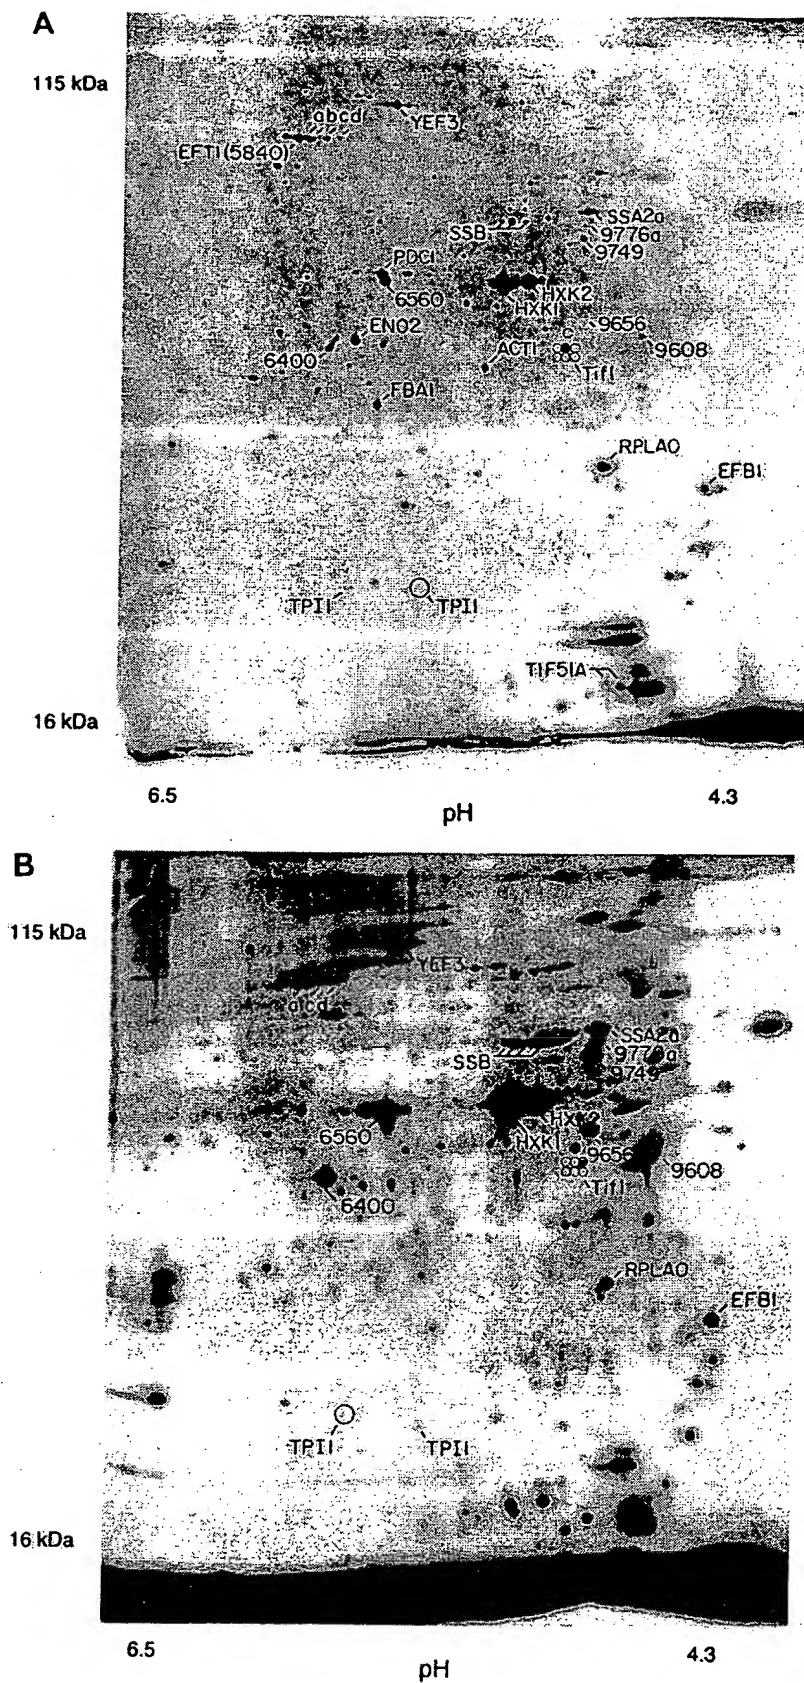 A
115 kDa
abcd
YEF3
EFT1(5840)
SSB
SSA2a
9776a
9749
PDC1
6560
HXK2
HXK1
9656
ENO2
6400
ACT1
Tif1
9608
FBA1
RPLA0
EFB1
TPI1
TPI1
TIF51A
16 kDa
6.5
4.3
pH
B
115 kDa
YEF3
SSB
SSA2a
9776a
9749
6560
HXK2
HXK1
9656
9608
6400
Tif1
RPLA0
EFB1
TPI1
TPI1
16 kDa
6.5
4.3
pH